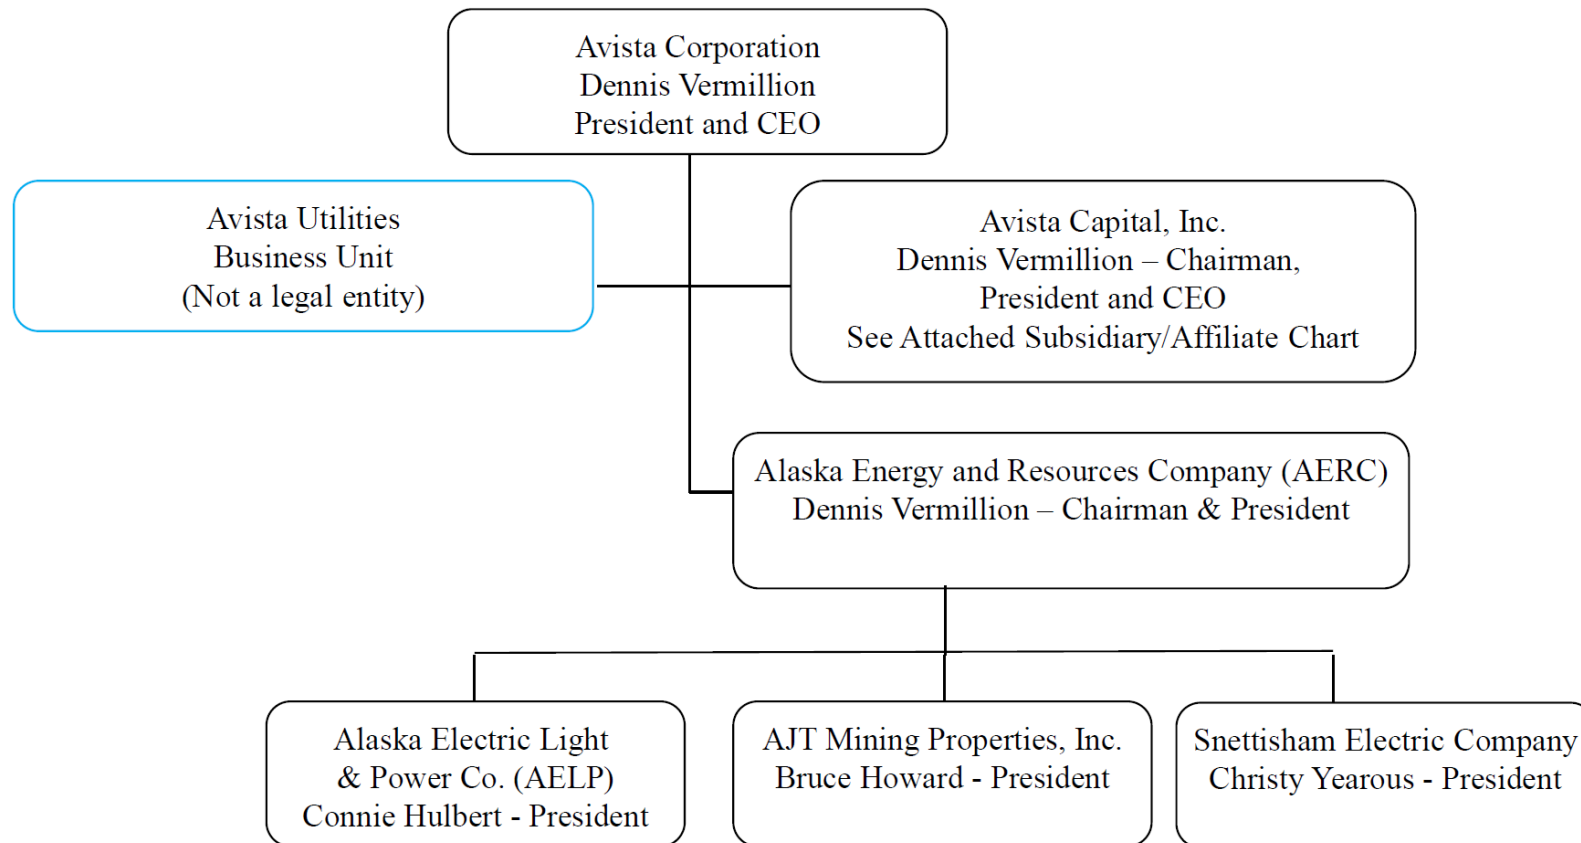 Avista Corporation
Dennis Vermillion
President and CEO
Avista Utilities
Business Unit
(Not a legal entity)
Avista Capital, Inc.
Dennis Vermillion – Chairman,
President and CEO
See Attached Subsidiary/Affiliate Chart
Alaska Energy and Resources Company (AERC)
Dennis Vermillion – Chairman & President
Alaska Electric Light
& Power Co. (AELP)
Connie Hulbert - President
AJT Mining Properties, Inc.
Bruce Howard - President
Snettisham Electric Company
Christy Yearous - President